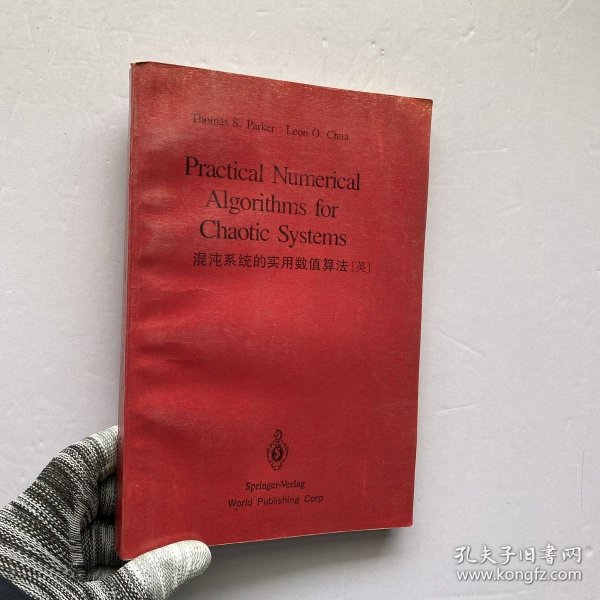 Thomas S. Parker Leon O. Chua
Practical Numerical
Algorithms for
Chaotic Systems
混沌系统的实用数值算法〔英〕
Springer-Verlag
World Publishing Corp
孔夫子旧书网
www.kongfz.com